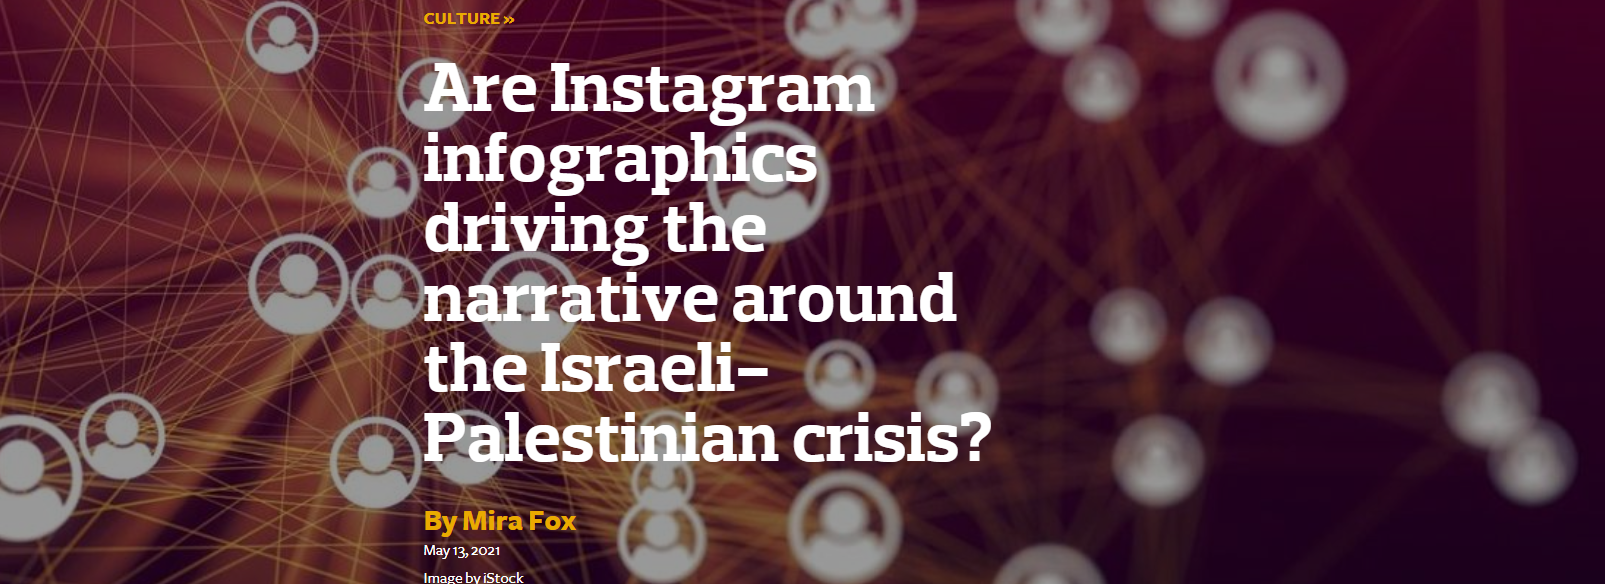 CULTURE »
Are Instagram
infographics
driving the
narrative around
the Israeli–
Palestinian crisis?
By Mira Fox
May 13, 2021
Image by iStock